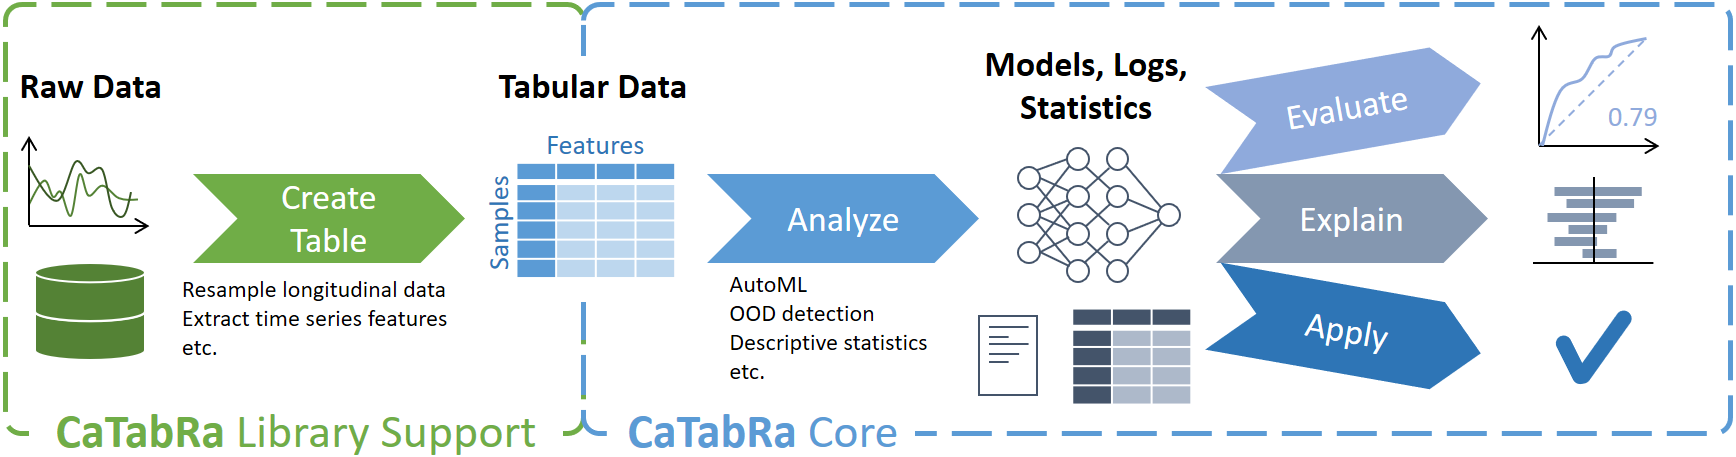 Raw Data
Create
Table
Resample longitudinal data
Extract time series features
etc.
CaTabRa Library Support
Tabular Data
Features
Samples
Analyze
AutoML
OOD detection
Descriptive statistics
etc.
Models, Logs,
Statistics
Evaluate
0.79
Explain
Apply
CaTabRa Core